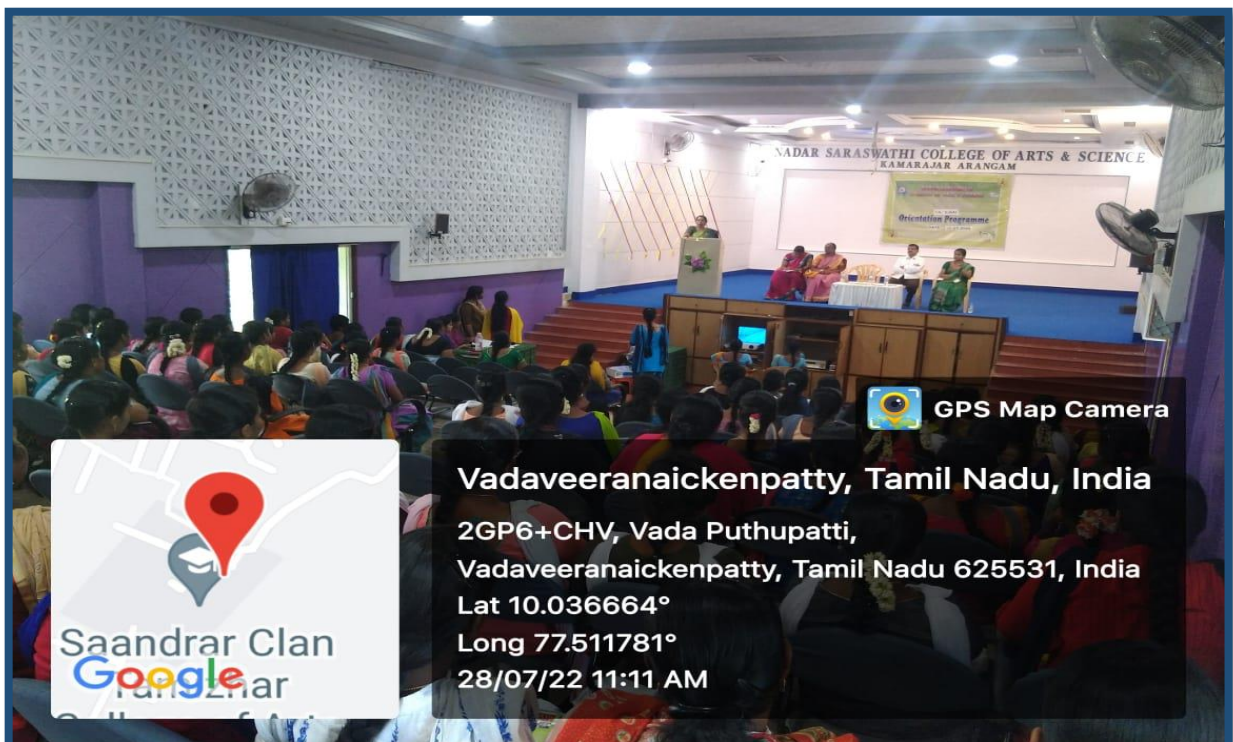 NADAR SARASWATHI COLLEGE OF ARTS & SCIENCE
KAMARAJAR ARANGAM
Orientation Programme
GPS Map Camera
Vadaveeranaickenpatty, Tamil Nadu, India
2GP6+CHV, Vada Puthupatti,
Vadaveeranaickenpatty, Tamil Nadu 625531, India
Lat 10.036664°
Long 77.511781°
28/07/22 11:11 AM
Saandrar Clan
Google